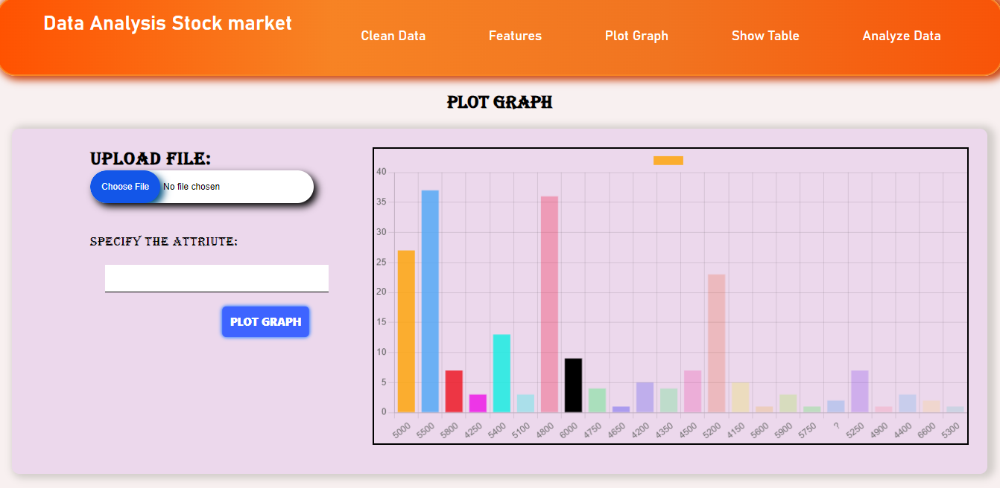 Data Analysis Stock market
Clean Data Features Plot Graph Show Table Analyze Data
PLOT GRAPH
UPLOAD FILE:
Choose File No file chosen
SPECIFY THE ATTRIUTE:
PLOT GRAPH
40
35
30
25
20
15
10
5
0
5000 5500 5800 4250 5400 5100 4800 6000 4750 4650 4200 4350 4500 5200 4150 5600 5900 5750 ? 5250 4900 4400 6600 5300